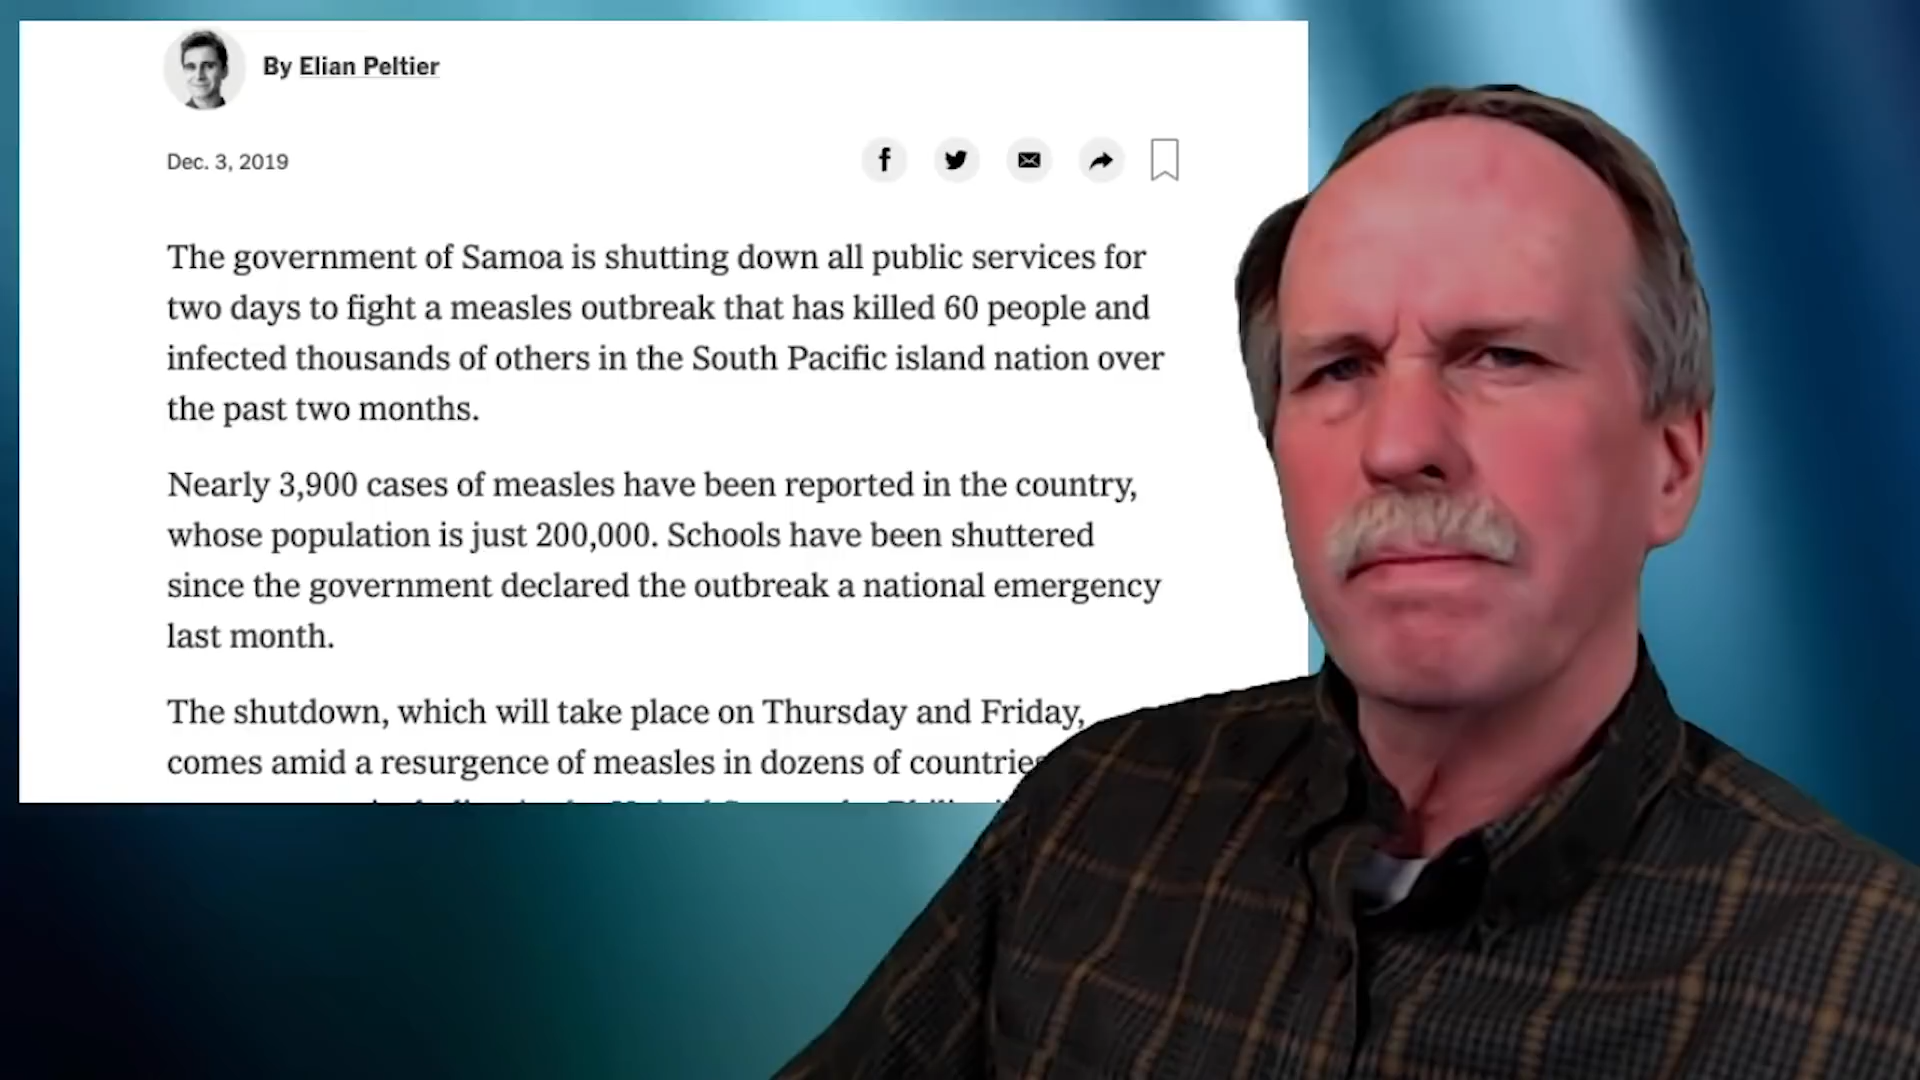 By Elian Peltier
Dec. 3, 2019
The government of Samoa is shutting down all public services for
two days to fight a measles outbreak that has killed 60 people and
infected thousands of others in the South Pacific island nation over
the past two months.
Nearly 3,900 cases of measles have been reported in the country,
whose population is just 200,000. Schools have been shuttered
since the government declared the outbreak a national emergency
last month.
The shutdown, which will take place on Thursday and Friday,
comes amid a resurgence of measles in dozens of countries